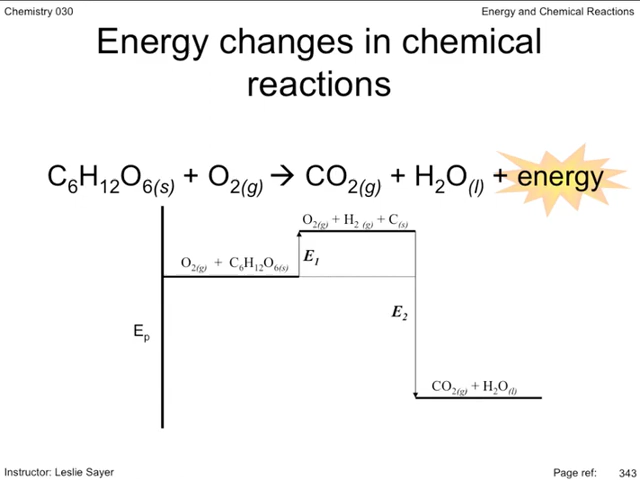 Chemistry 030
Energy and Chemical Reactions
Energy changes in chemical
reactions
C₆H₁₂O₆(s) + O₂(g) → CO₂(g) + H₂O(l) + energy
O₂(g) + H₂ (g) + C(s)
O₂(g) + C₆H₁₂O₆(s)
E₁
E₂
Eₚ
CO₂(g) + H₂O(l)
Instructor: Leslie Sayer
Page ref: 343